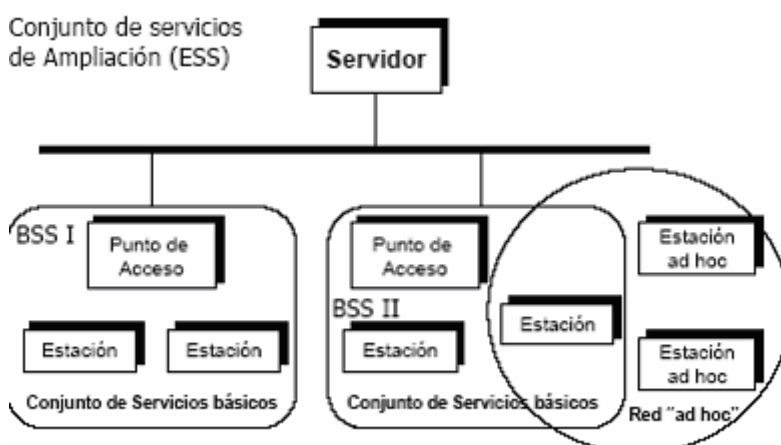 Conjunto de servicios
de Ampliación (ESS)
Servidor
BSS I
Punto de
Acceso
Estación
Estación
Conjunto de Servicios básicos
Punto de
Acceso
BSS II
Estación
Estación
Conjunto de Servicios básicos
Estación
ad hoc
Estación
ad hoc
Red "ad hoc"